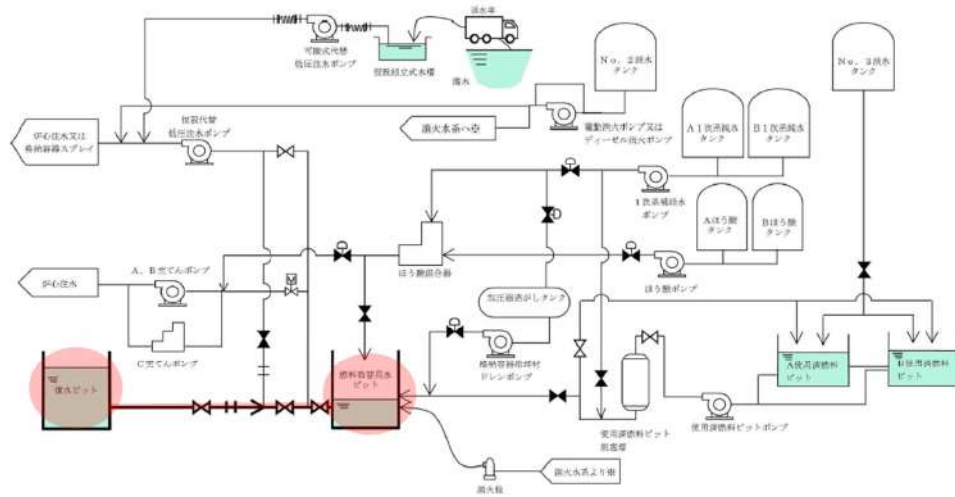 淡水車
可搬式代替
低圧注水ポンプ
仮設組立式水槽
海水
No. 2淡水
タンク
No. 3淡水
タンク
消火水系へ※
電動消火ポンプ又は
ディーゼル消火ポンプ
A1次系純水
タンク
B1次系純水
タンク
炉心注水又は
格納容器スプレイ
恒設代替
低圧注水ポンプ
1次系補給水
ポンプ
Aほう酸
タンク
Bほう酸
タンク
ほう酸混合器
ほう酸ポンプ
炉心注水
A、B充てんポンプ
C充てんポンプ
加圧器逃がしタンク
格納容器冷却材
ドレンポンプ
復水ピット
燃料取替用水
ピット
A使用済燃料
ピット
B使用済燃料
ピット
使用済燃料ピット
脱塩塔
使用済燃料ピットポンプ
消火水系より※
消火栓